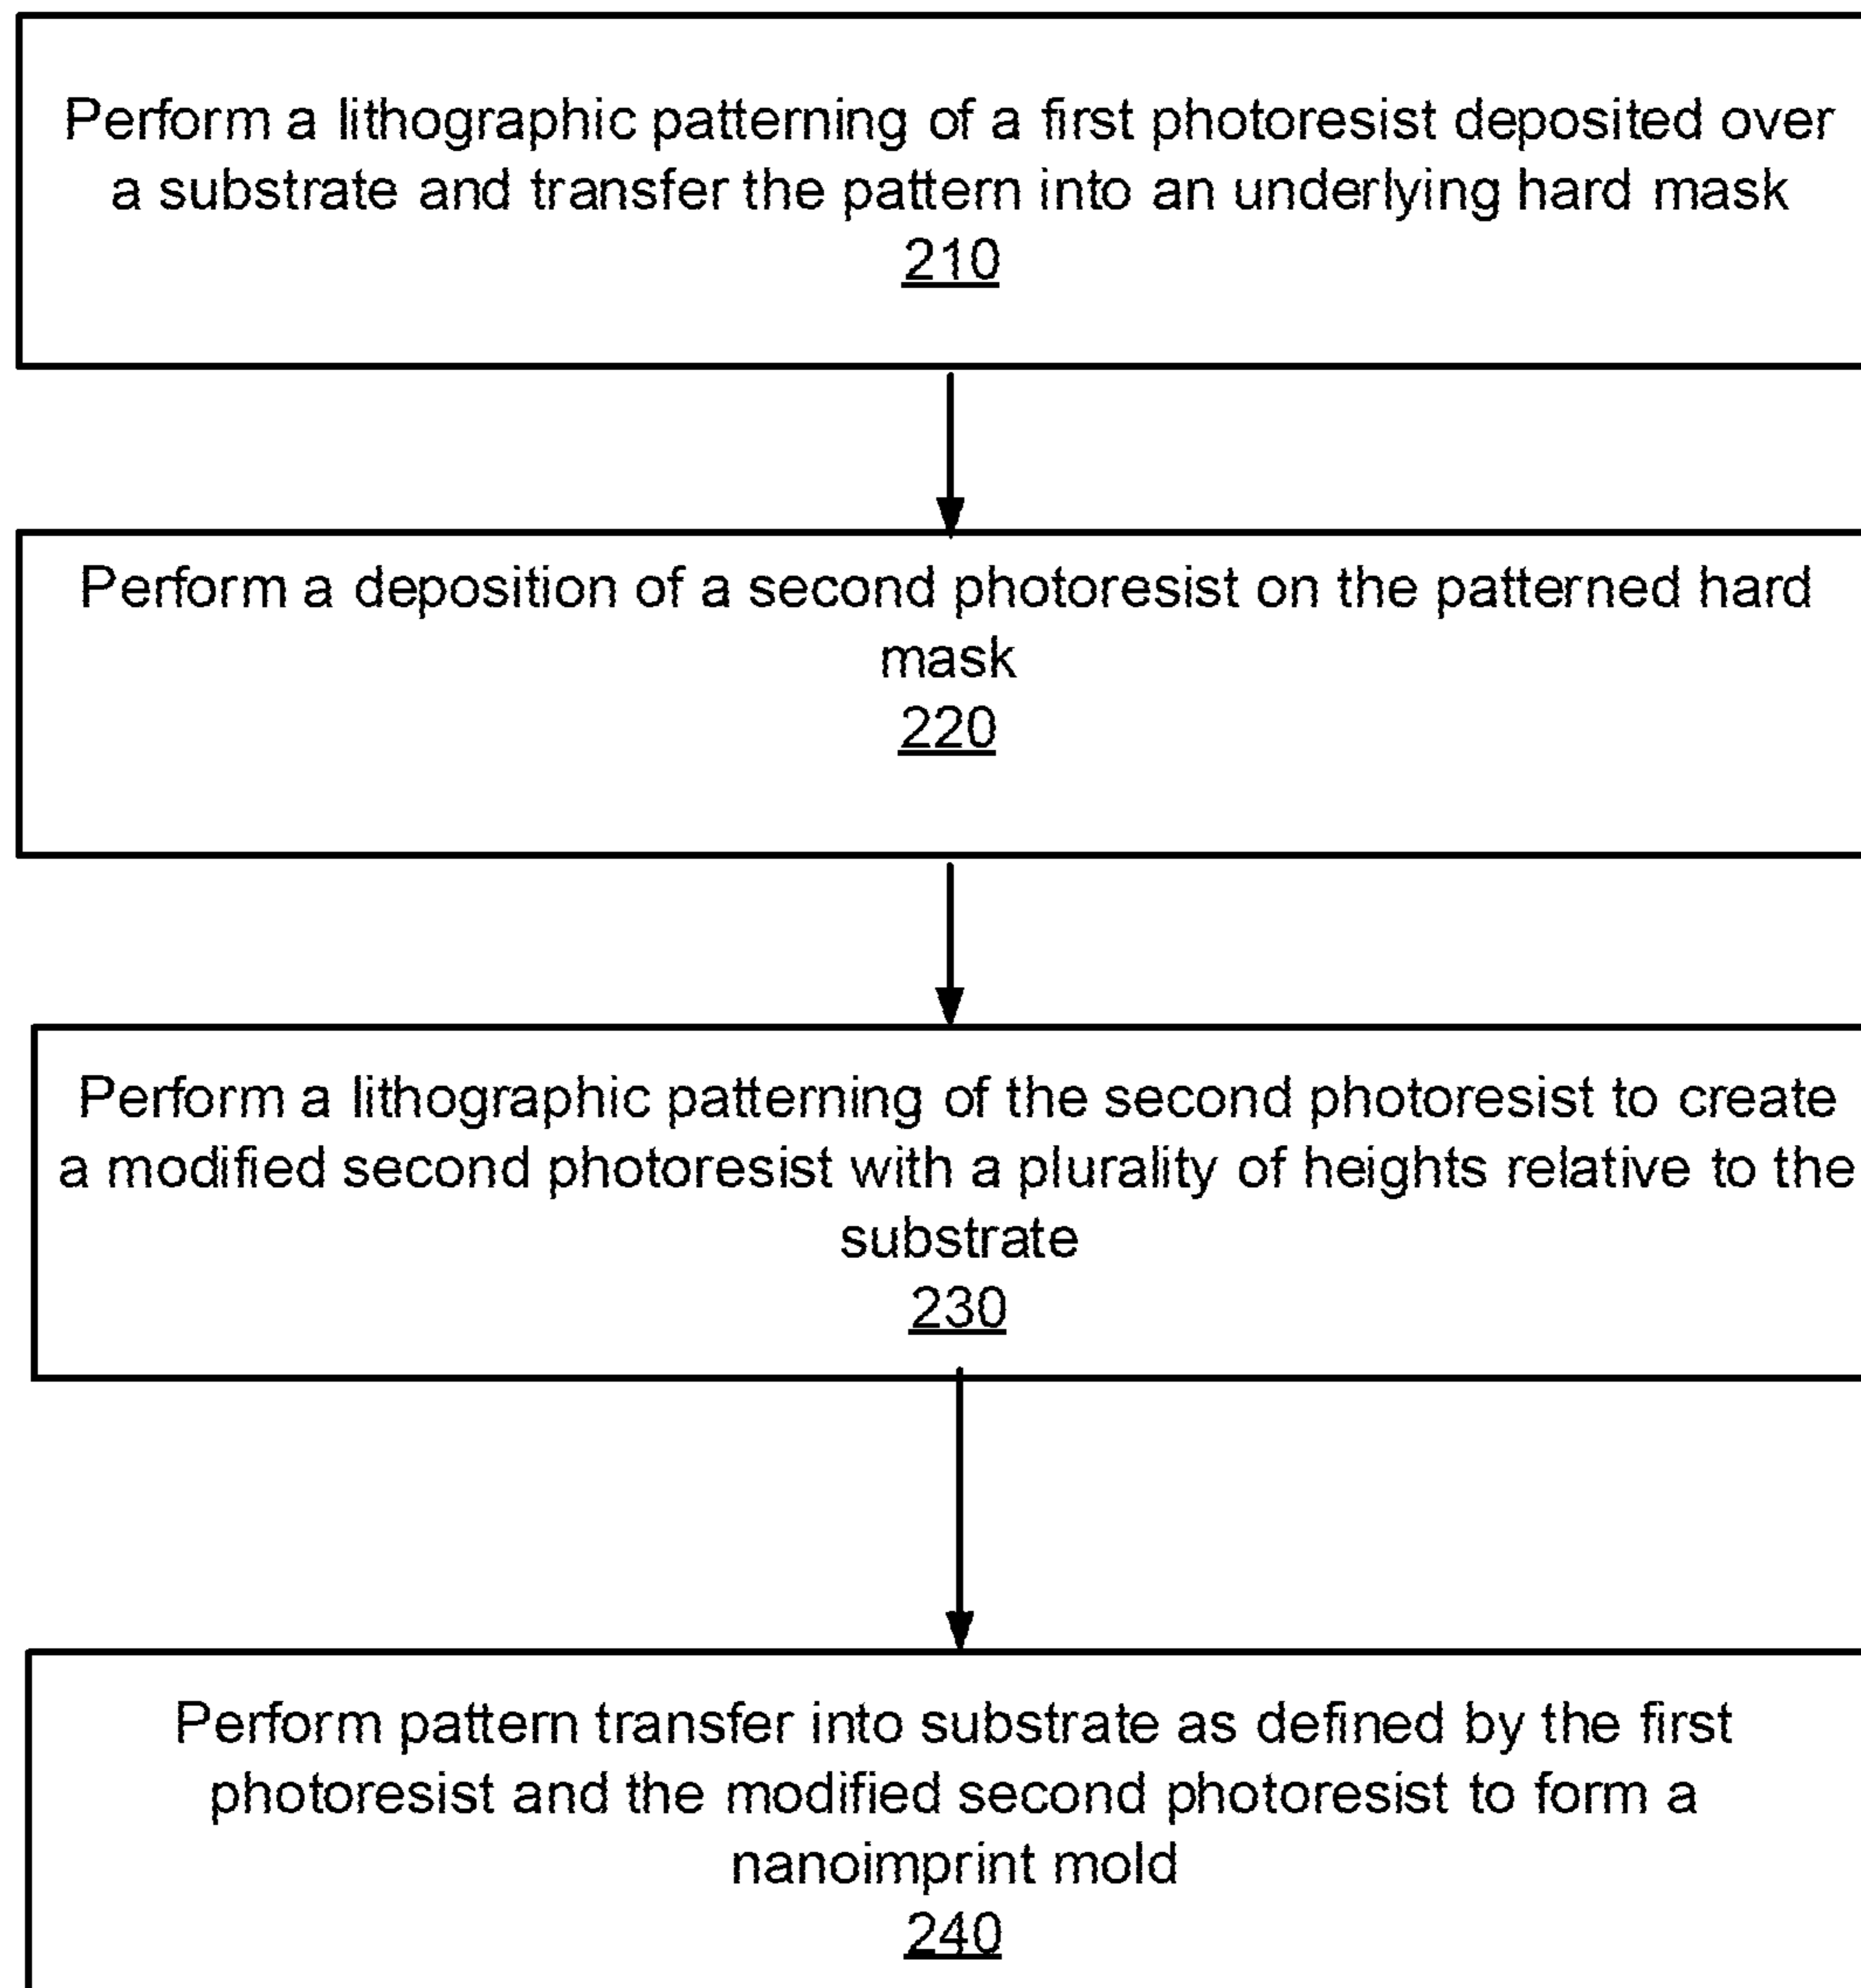 Perform a lithographic patterning of a first photoresist deposited over
a substrate and transfer the pattern into an underlying hard mask
210
Perform a deposition of a second photoresist on the patterned hard
mask
220
Perform a lithographic patterning of the second photoresist to create
a modified second photoresist with a plurality of heights relative to the
substrate
230
Perform pattern transfer into substrate as defined by the first
photoresist and the modified second photoresist to form a
nanoimprint mold
240